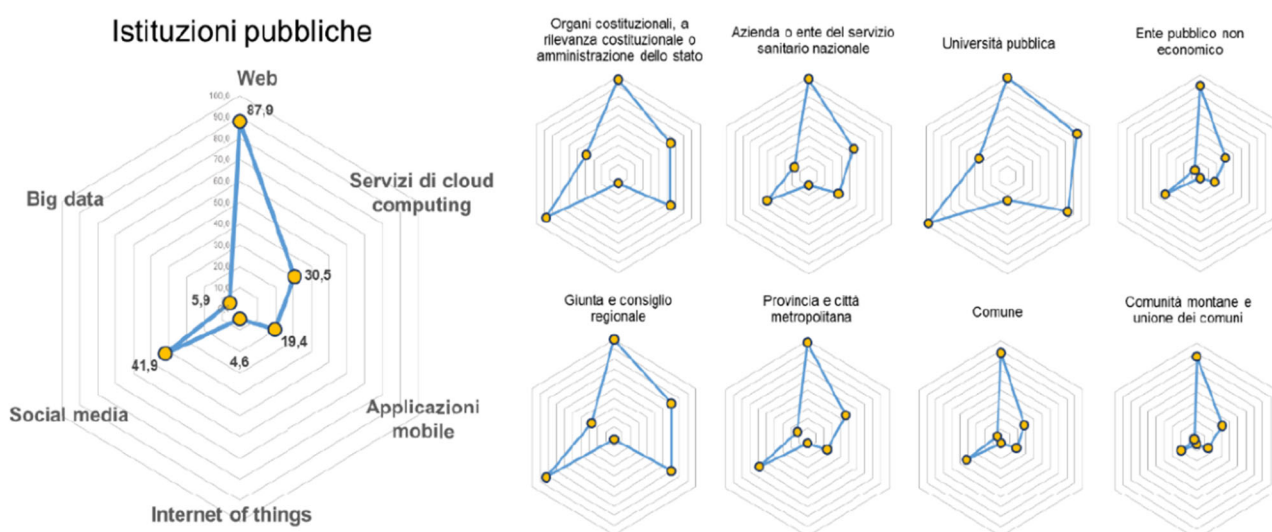 Istituzioni pubbliche
Web
100,0
90,0
80,0
70,0
60,0
50,0
40,0
30,0
20,0
10,0
87,9
Servizi di cloud
computing
30,5
Applicazioni
mobile
19,4
Internet of things
4,6
Social media
41,9
Big data
5,9
Organi costituzionali, a
rilevanza costituzionale o
amministrazione dello stato
Azienda o ente del servizio
sanitario nazionale
Università pubblica
Ente pubblico non
economico
Giunta e consiglio
regionale
Provincia e città
metropolitana
Comune
Comunità montane e
unione dei comuni